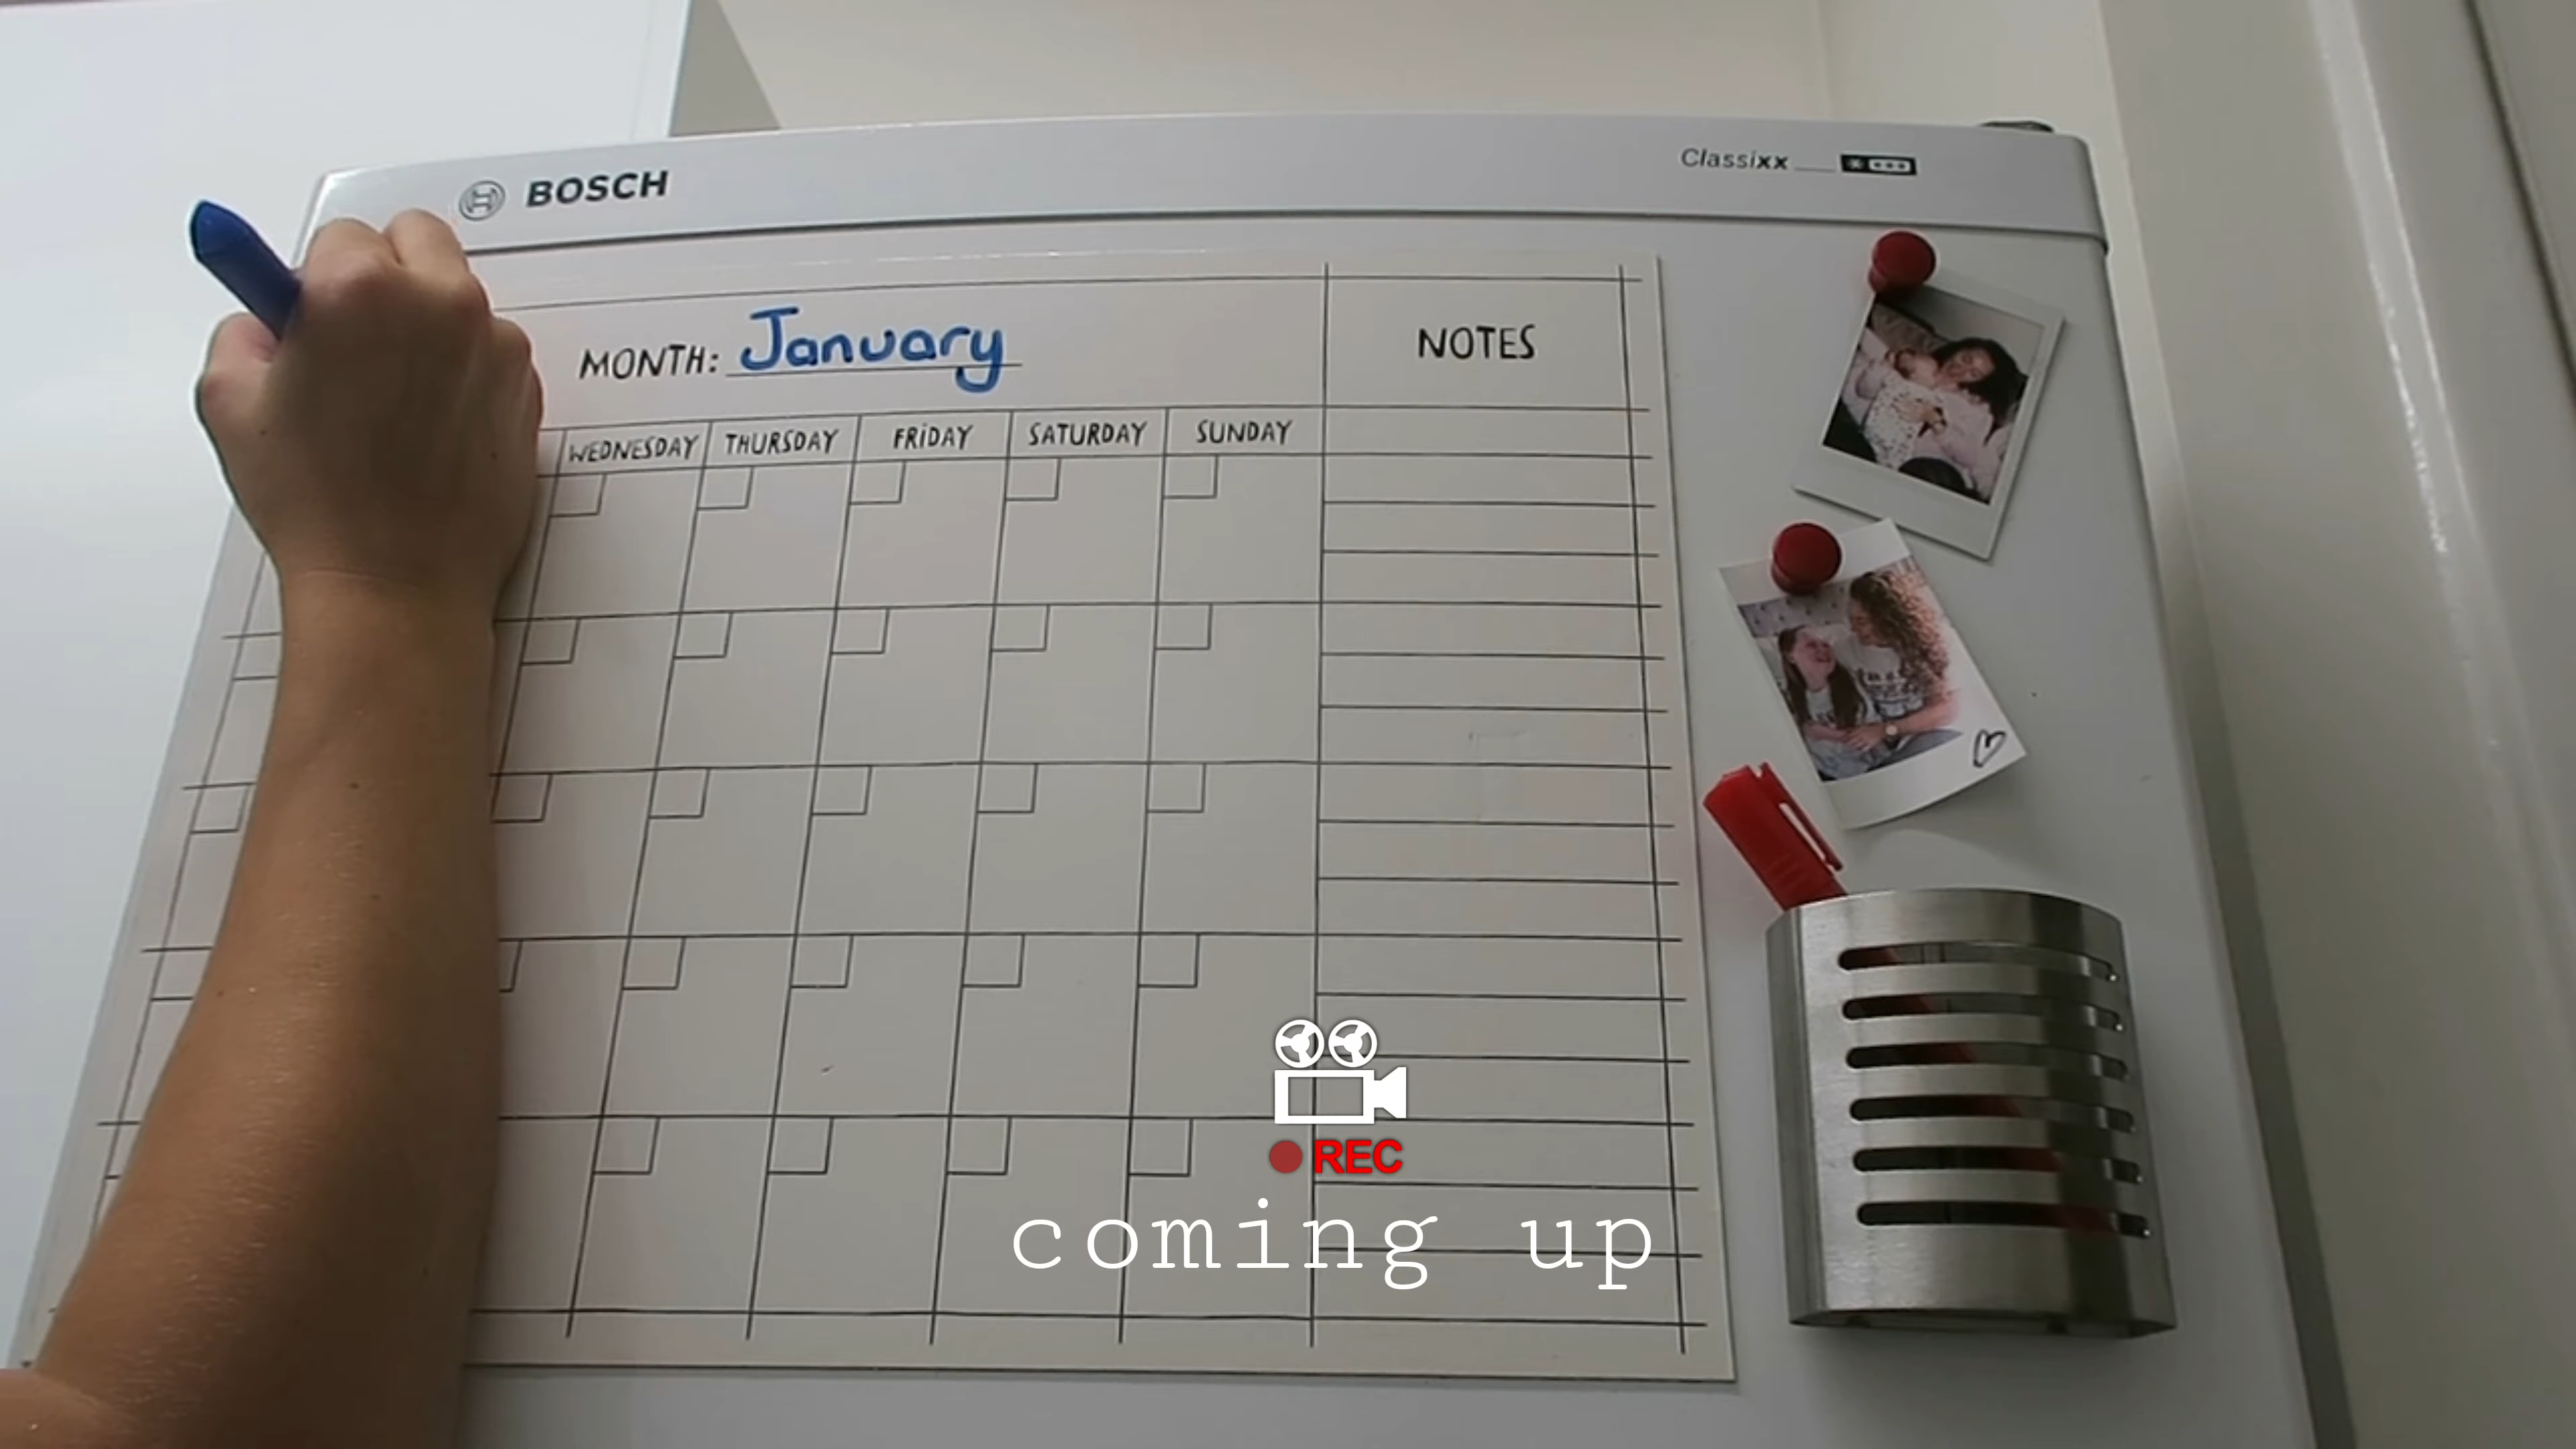 BOSCH
Classixx
MONTH: January
NOTES
WEDNESDAY THURSDAY FRiDAY SATURDAY SUNDAY
REC
coming up